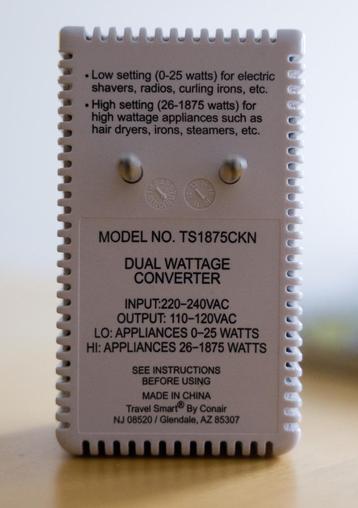 • Low setting (0-25 watts) for electric
shavers, radios, curling irons, etc.
• High setting (26-1875 watts) for
high wattage appliances such as
hair dryers, irons, steamers, etc.
MODEL NO. TS1875CKN
DUAL WATTAGE
CONVERTER
INPUT:220–240VAC
OUTPUT: 110–120VAC
LO: APPLIANCES 0–25 WATTS
HI: APPLIANCES 26–1875 WATTS
SEE INSTRUCTIONS
BEFORE USING
MADE IN CHINA
Travel Smart® By Conair
NJ 08520 / Glendale, AZ 85307